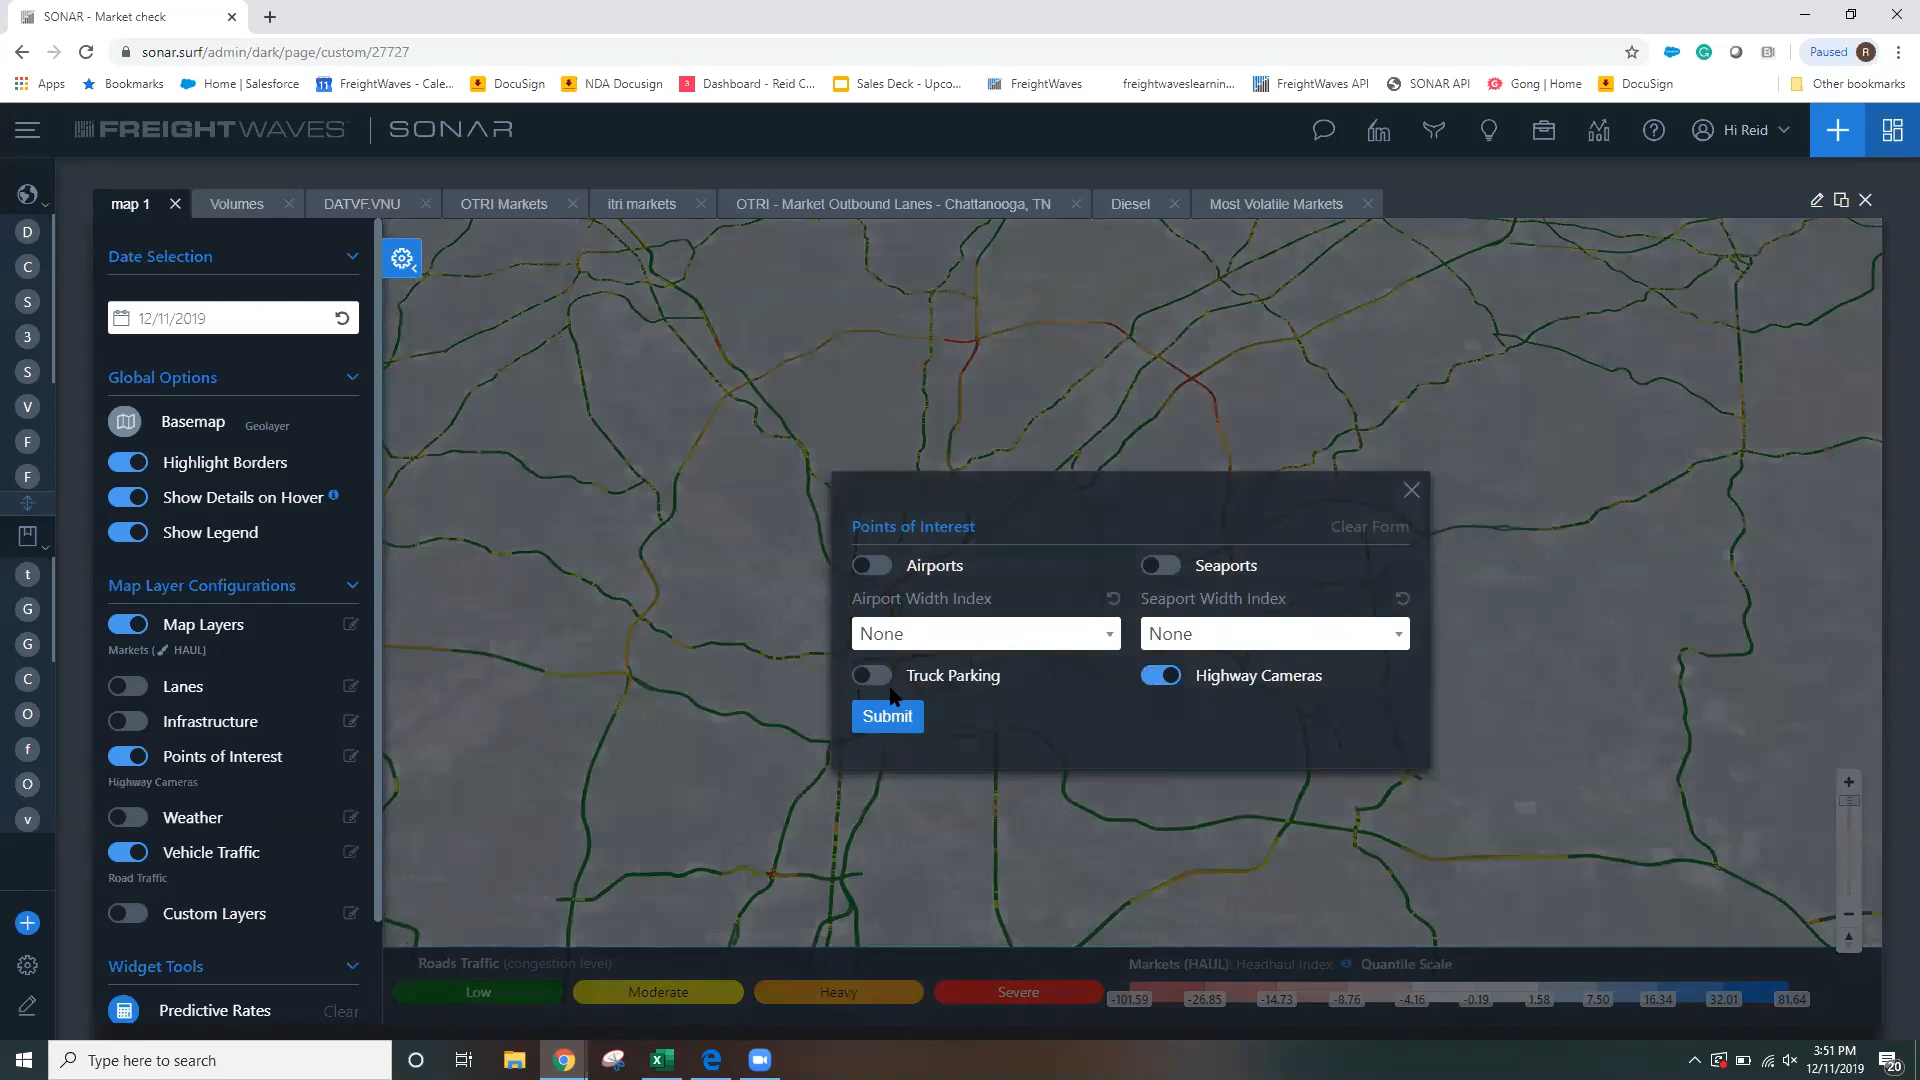 SONAR - Market check
sonar.surf/admin/dark/page/custom/27727
Paused R
Apps Bookmarks Home | Salesforce FreightWaves - Cale... DocuSign NDA Docusign Dashboard - Reid C... Sales Deck - Upco... FreightWaves freightwaveslearnin... FreightWaves API SONAR API Gong | Home DocuSign Other bookmarks
FREIGHTWAVES SONAR
Hi Reid
map 1 Volumes DATVF.VNU OTRI Markets itri markets OTRI - Market Outbound Lanes - Chattanooga, TN Diesel Most Volatile Markets
D
C
S
3
S
V
F
F
t
G
G
C
O
f
O
v
Date Selection
12/11/2019
Global Options
Basemap Geolayer
Highlight Borders
Show Details on Hover
Show Legend
Map Layer Configurations
Map Layers
Markets ( HAUL)
Lanes
Infrastructure
Points of Interest
Highway Cameras
Weather
Vehicle Traffic
Road Traffic
Custom Layers
Widget Tools
Predictive Rates Clear
Points of Interest Clear Form
Airports Seaports
Airport Width Index Seaport Width Index
None None
Truck Parking Highway Cameras
Submit
Roads Traffic (congestion level)
Low Moderate Heavy Severe
Markets (HAUL) Headhaul Index Quantile Scale
-101.59 -26.85 -14.73 -8.76 -4.16 -0.19 1.58 7.50 16.34 32.01 81.64
Type here to search
3:51 PM
12/11/2019
20